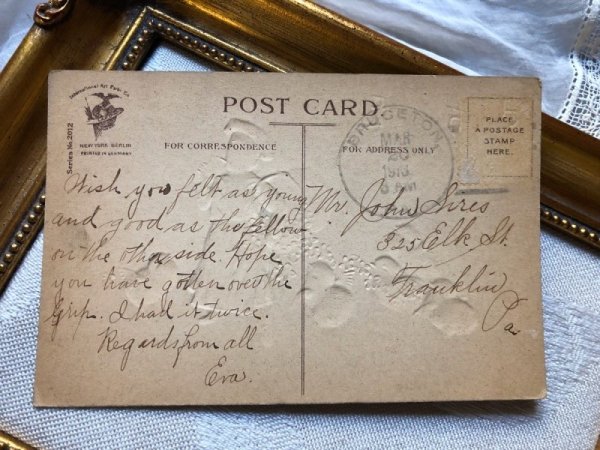 International Art Publ. Co.
NEW YORK BERLIN
PRINTED IN GERMANY
Series No. 2012
POST CARD
FOR CORRESPONDENCE
FOR ADDRESS ONLY
PLACE
A POSTAGE
STAMP
HERE.
MAR
1910
Wish you felt as young
and good as the fellow
on the other side. Hope
you have gotten over the
Grip. I had it twice.
Regards from all
Eva.
Mr. John Sires
325 Elk St.
Franklin
Pa